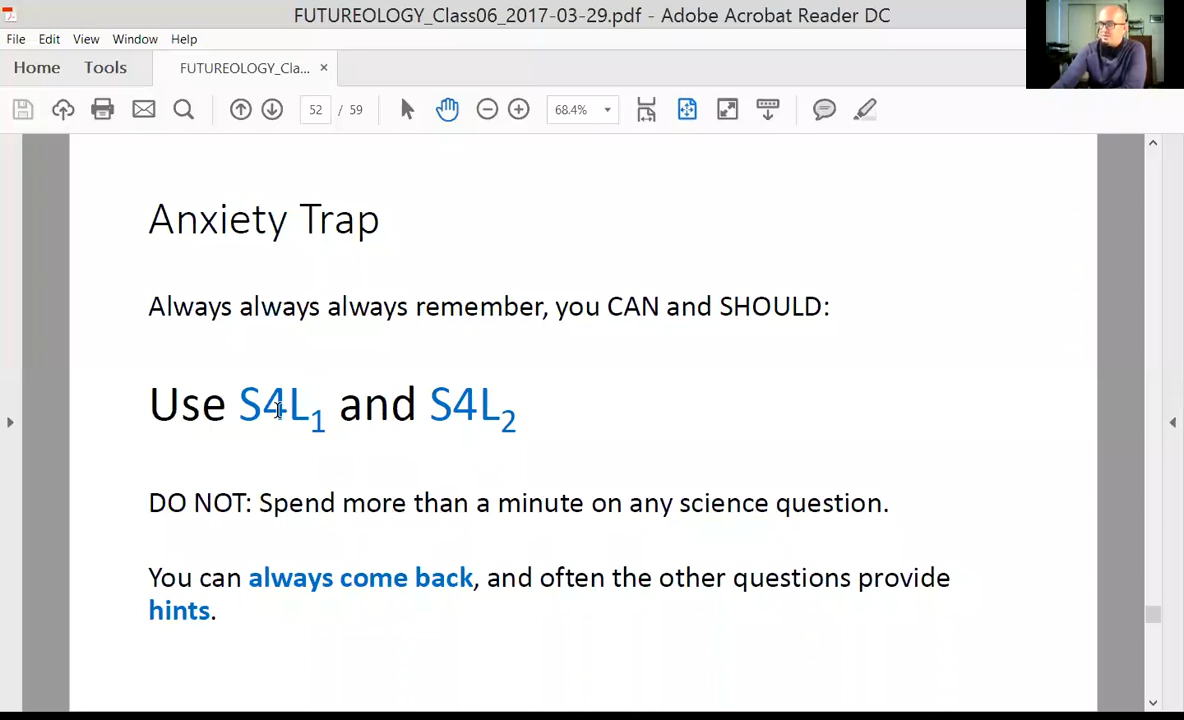 FUTUREOLOGY_Class06_2017-03-29.pdf - Adobe Acrobat Reader DC
File Edit View Window Help
Home Tools FUTUREOLOGY_Cla... ×
52 / 59 68.4%
Anxiety Trap
Always always always remember, you CAN and SHOULD:
Use S4L₁ and S4L₂
DO NOT: Spend more than a minute on any science question.
You can always come back, and often the other questions provide
hints.